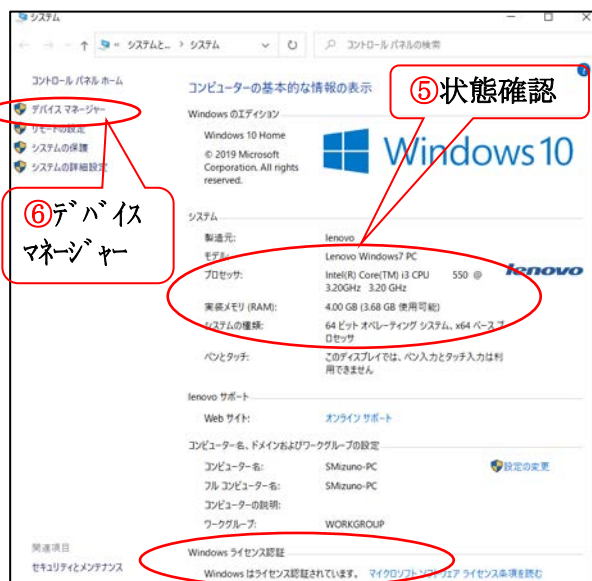 システム
システムと... > システム
コントロール パネルの検索
コントロール パネル ホーム
デバイス マネージャー
リモートの設定
システムの保護
システムの詳細設定
⑤状態確認
⑥デバイス
マネージャー
コンピューターの基本的な情報の表示
Windows のエディション
Windows 10 Home
© 2019 Microsoft
Corporation. All rights
reserved.
Windows 10
システム
製造元: lenovo
モデル: Lenovo Windows7 PC
プロセッサ: Intel(R) Core(TM) i3 CPU 550 @
3.20GHz 3.20 GHz
lenovo
実装メモリ (RAM): 4.00 GB (3.68 GB 使用可能)
システムの種類: 64 ビット オペレーティング システム、x64 ベース プ
ロセッサ
ペンとタッチ: このディスプレイでは、ペン入力とタッチ入力は利
用できません
lenovo サポート
Web サイト: オンライン サポート
コンピューター名、ドメインおよびワークグループの設定
コンピューター名: SMizuno-PC
設定の変更
フル コンピューター名: SMizuno-PC
コンピューターの説明:
ワークグループ: WORKGROUP
関連項目
セキュリティとメンテナンス
Windows ライセンス認証
Windows はライセンス認証されています。 マイクロソフト ソフトウェア ライセンス条項を読む